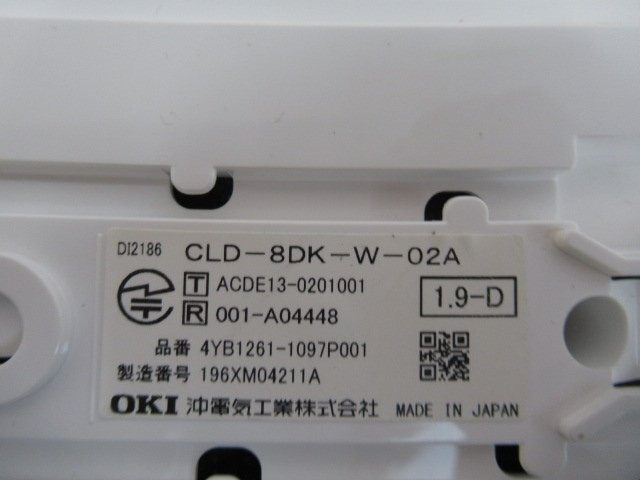 DI2186 CLD-8DK-W-02A
T ACDE13-0201001
R 001-A04448
1.9-D
品番 4YB1261-1097P001
製造番号 196XM04211A
OKI 沖電気工業株式会社 MADE IN JAPAN